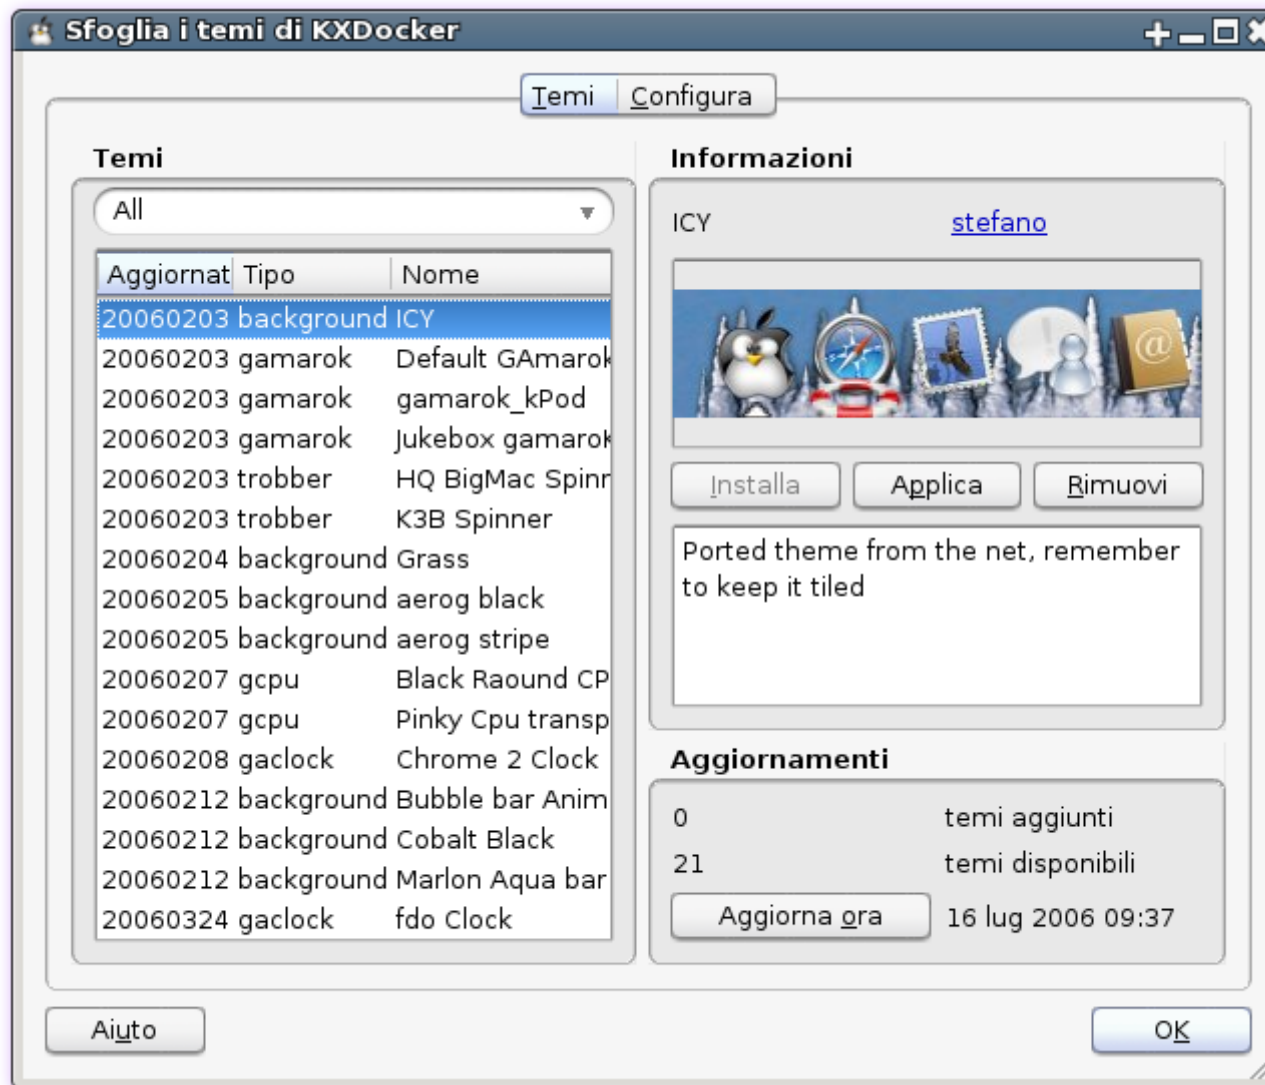 Sfoglia i temi di KXDocker
Temi Configura
Temi
All
Aggiornat Tipo Nome
20060203 background ICY
20060203 gamarok Default GAmarok
20060203 gamarok gamarok_kPod
20060203 gamarok Jukebox gamarok
20060203 trobber HQ BigMac Spinr
20060203 trobber K3B Spinner
20060204 background Grass
20060205 background aerog black
20060205 background aerog stripe
20060207 gcpu Black Raound CP
20060207 gcpu Pinky Cpu transp
20060208 gaclock Chrome 2 Clock
20060212 background Bubble bar Anim
20060212 background Cobalt Black
20060212 background Marlon Aqua bar
20060324 gaclock fdo Clock
Informazioni
ICY stefano
@
Installa Applica Rimuovi
Ported theme from the net, remember
to keep it tiled
Aggiornamenti
0 temi aggiunti
21 temi disponibili
Aggiorna ora 16 lug 2006 09:37
Aiuto OK